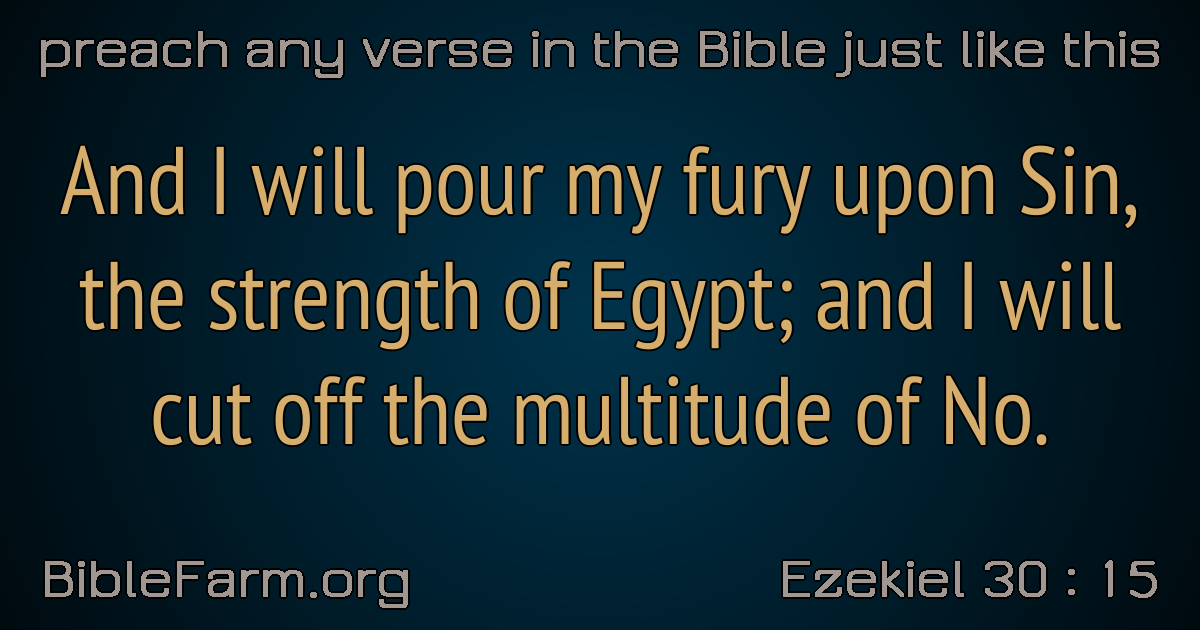 preach any verse in the Bible just like this
And I will pour my fury upon Sin,
the strength of Egypt; and I will
cut off the multitude of No.
BibleFarm.org
Ezekiel 30 : 15